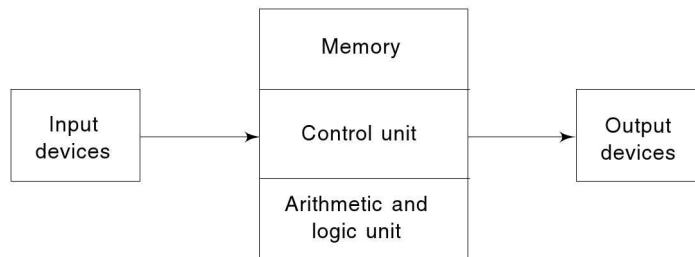 Memory
Input
devices
Control unit
Output
devices
Arithmetic and
logic unit